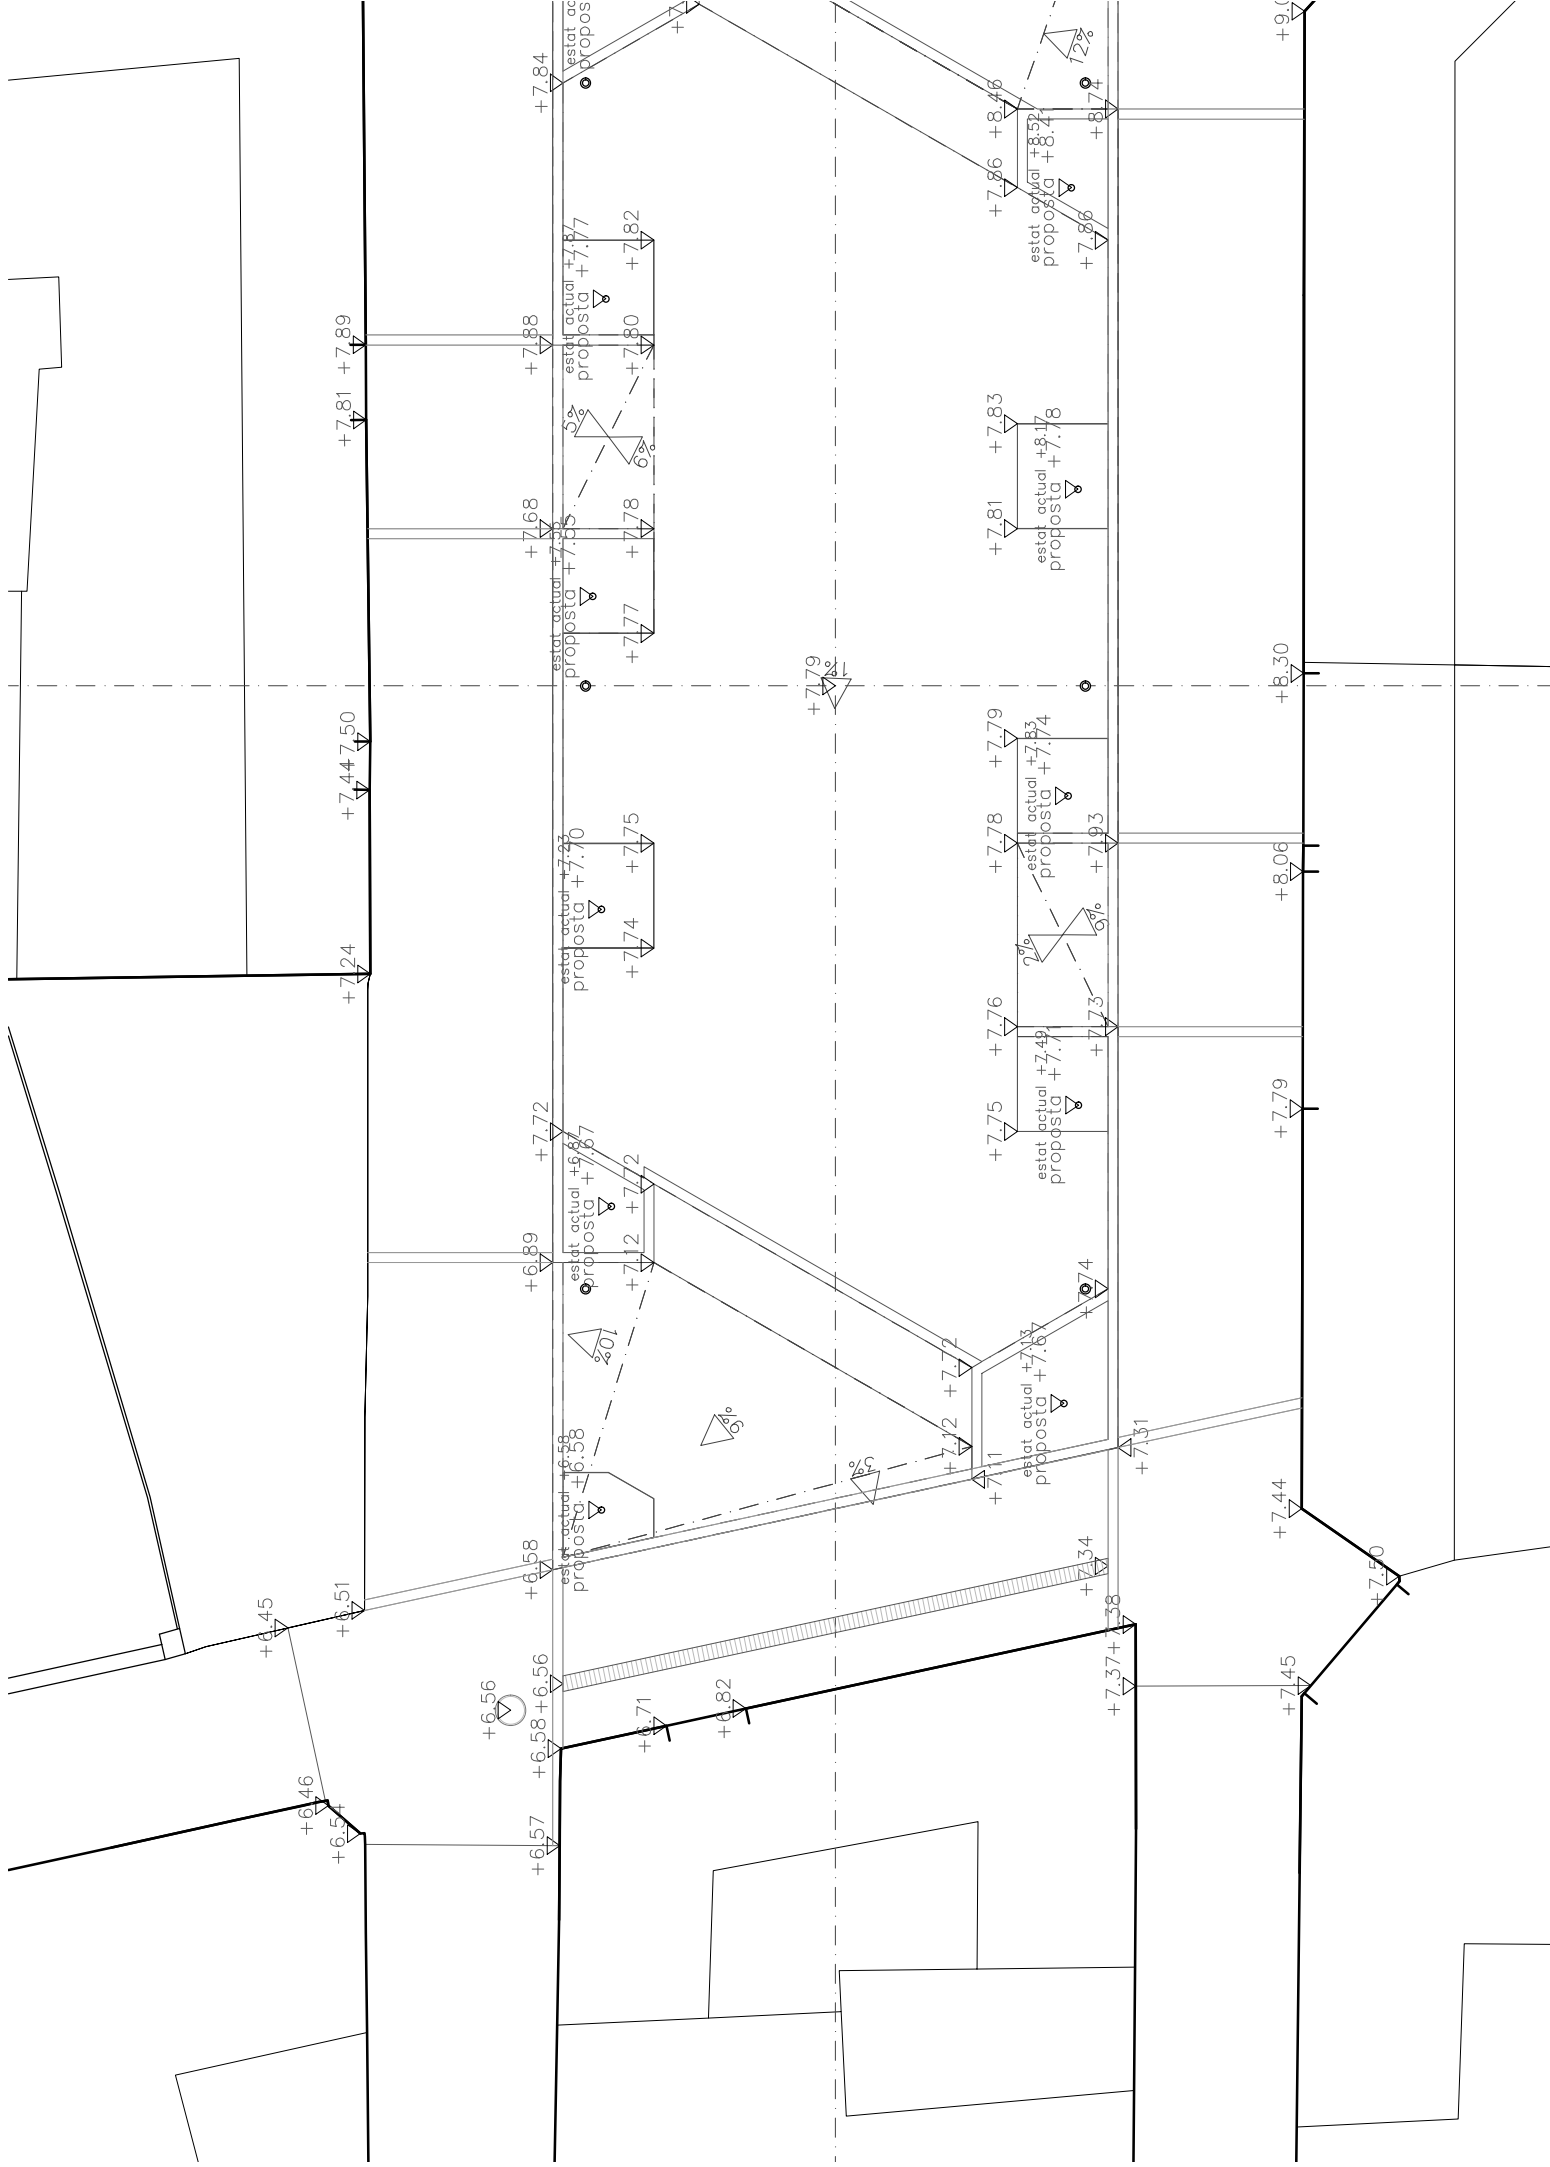 estat ac
propos
+7.84
12%
+8.46
+8.74
estat actual +8.52
proposta +8.4
+7.86
+7.86
+7.82
estat actual +7.87
proposta +7.77
+7.89
+7.88
+7.80
+7.81
5%
6%
+7.83
estat actual +8.17
proposta +7.78
+7.68
+7.78
+7.81
estat actual
proposta
+7.77
+7.79
1%
+8.30
+7.50
+7.44
+7.79
estat actual +7.83
proposta +7.74
+7.75
estat actual +7.23
proposta +7.70
+7.78
+7.93
+8.06
+7.24
+7.74
2%
6%
+7.76
+7.73
estat actual +7.49
proposta +7.71
+7.79
+7.72
+7.75
estat actual +6.87
proposta +7.67
+7.72
+6.89
+7.12
+7.74
10%
estat actual +7.13
proposta +7.67
+7.72
9%
+7.12
3%
+7.11
+7.31
estat actual +6.58
proposta +6.58
+7.44
+6.58
+7.34
+7.50
+6.45
+6.51
+7.38
+6.56
+6.56
+6.71
+6.82
+7.37
+7.45
+6.58
+6.46
+6.57